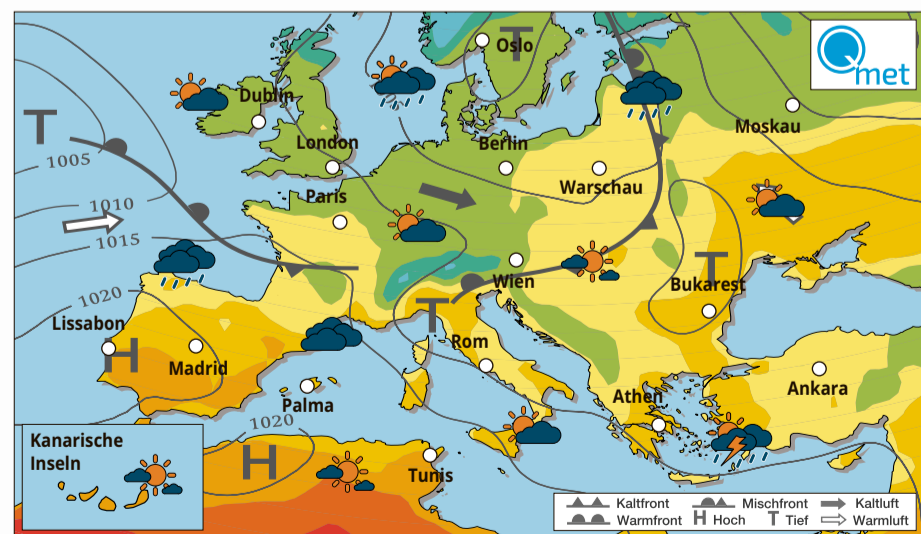 T
Oslo
Qmet
T
Dublin
Moskau
London
Berlin
1005
Warschau
Paris
1010
1015
T
Wien
Bukarest
1020
T
Lissabon
Rom
H
Madrid
Ankara
Athen
Palma
1020
Kanarische
Inseln
H
Tunis
Kaltfront Mischfront Kaltluft
Warmfront H Hoch T Tief Warmluft